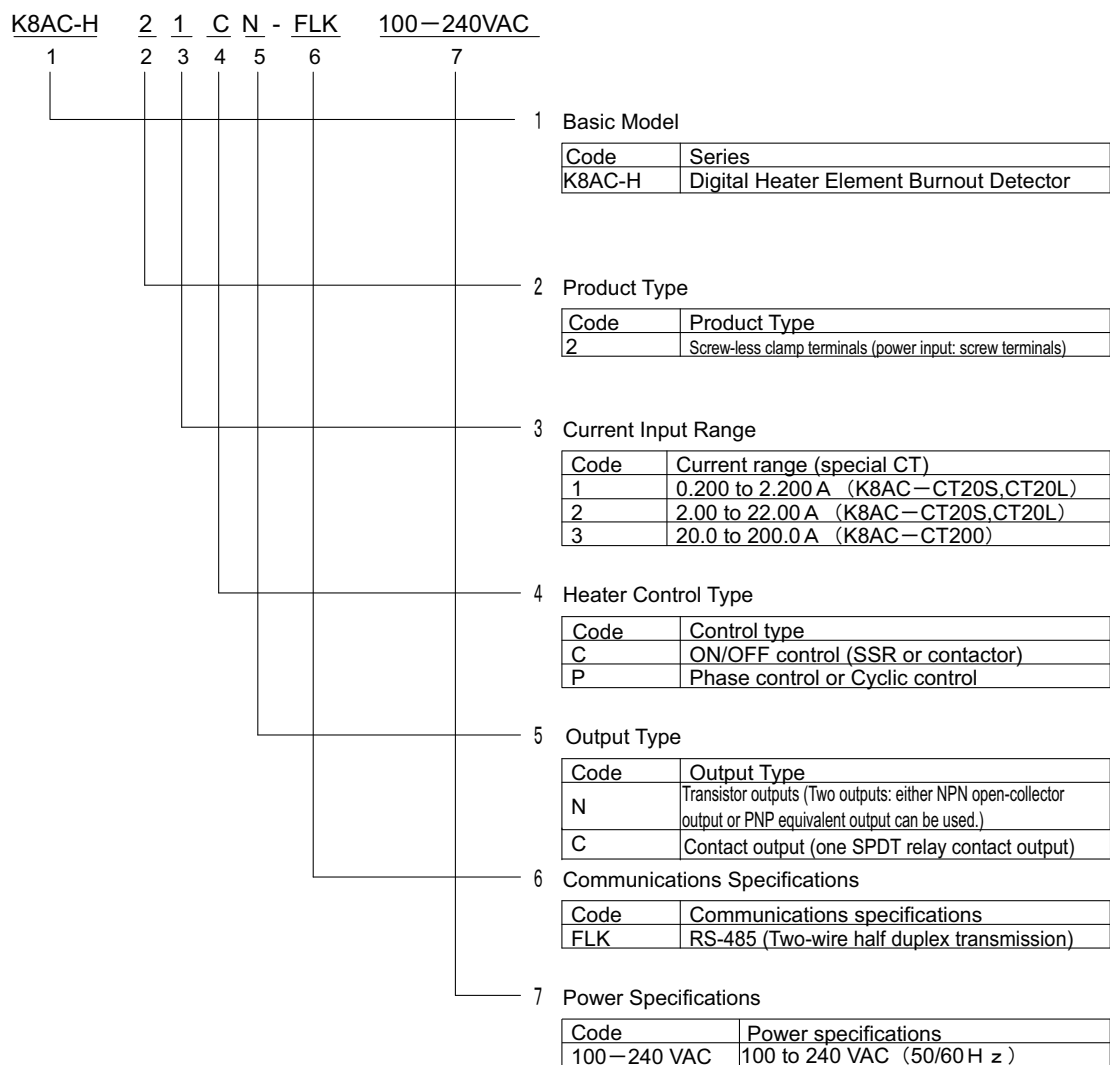 K8AC-H 2 1 C N - FLK 100－240VAC
1 2 3 4 5 6 7
1 Basic Model
Code Series
K8AC-H Digital Heater Element Burnout Detector
2 Product Type
Code Product Type
2 Screw-less clamp terminals (power input: screw terminals)
3 Current Input Range
Code Current range (special CT)
1 0.200 to 2.200 A （K8AC－CT20S,CT20L）
2 2.00 to 22.00 A （K8AC－CT20S,CT20L）
3 20.0 to 200.0 A （K8AC－CT200）
4 Heater Control Type
Code Control type
C ON/OFF control (SSR or contactor)
P Phase control or Cyclic control
5 Output Type
Code Output Type
N Transistor outputs (Two outputs: either NPN open-collector
output or PNP equivalent output can be used.)
C Contact output (one SPDT relay contact output)
6 Communications Specifications
Code Communications specifications
FLK RS-485 (Two-wire half duplex transmission)
7 Power Specifications
Code Power specifications
100－240 VAC 100 to 240 VAC（50/60Ｈｚ）